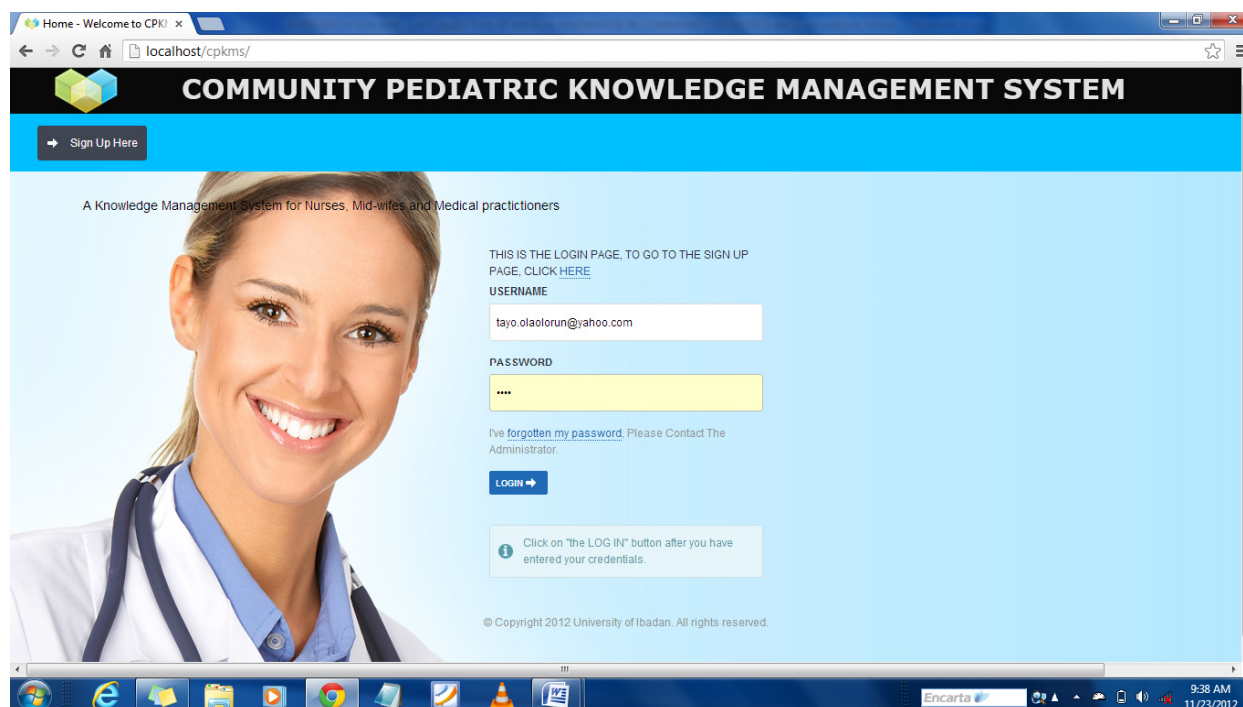 Home - Welcome to CPKM
localhost/cpkms/
COMMUNITY PEDIATRIC KNOWLEDGE MANAGEMENT SYSTEM
Sign Up Here
A Knowledge Management System for Nurses, Mid-wifes and Medical practictioners
THIS IS THE LOGIN PAGE, TO GO TO THE SIGN UP
PAGE, CLICK HERE
USERNAME
tayo.olaolorun@yahoo.com
PASSWORD
••••
I've forgotten my password, Please Contact The
Administrator.
LOGIN
Click on "the LOG IN" button after you have
entered your credentials.
© Copyright 2012 University of Ibadan. All rights reserved.
Encarta
9:38 AM
11/23/2012